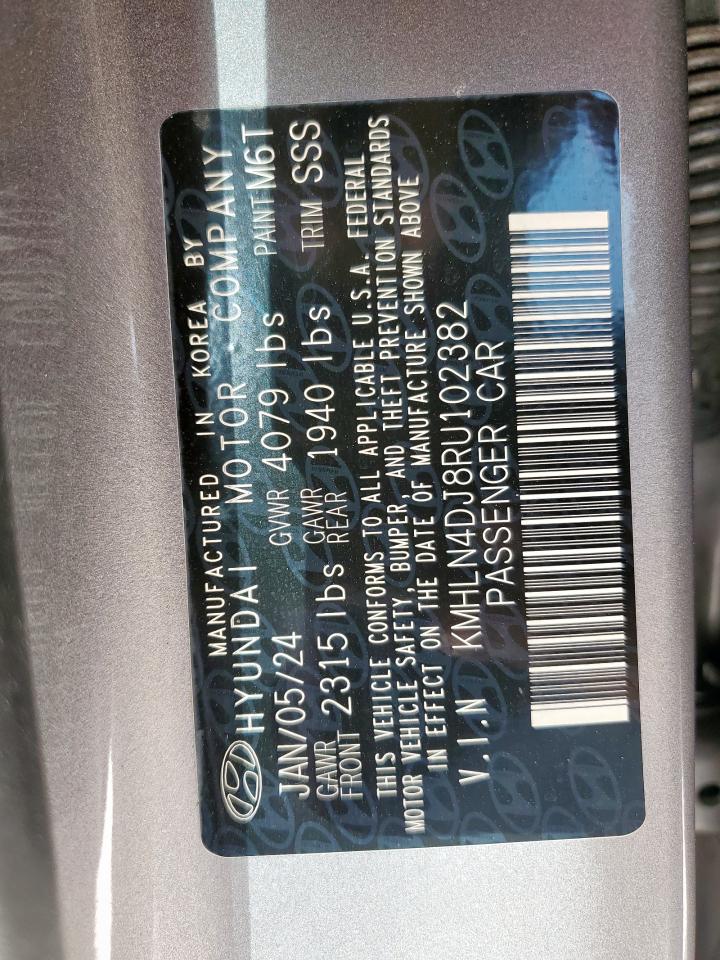 MANUFACTURED IN KOREA BY
HYUNDAI MOTOR COMPANY
JAN/05/24 GVWR 4079 lbs PAINT M6T
GAWR FRONT 2315 lbs GAWR REAR 1940 lbs TRIM SSS
THIS VEHICLE CONFORMS TO ALL APPLICABLE U.S.A. FEDERAL
MOTOR VEHICLE SAFETY, BUMPER AND THEFT PREVENTION STANDARDS
IN EFFECT ON THE DATE OF MANUFACTURE SHOWN ABOVE
V.I.N KMHLN4DJ8RU102382
PASSENGER CAR